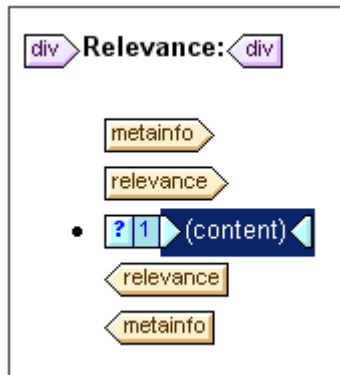 div Relevance: div
metainfo
relevance
• ? 1 (content)
relevance
metainfo